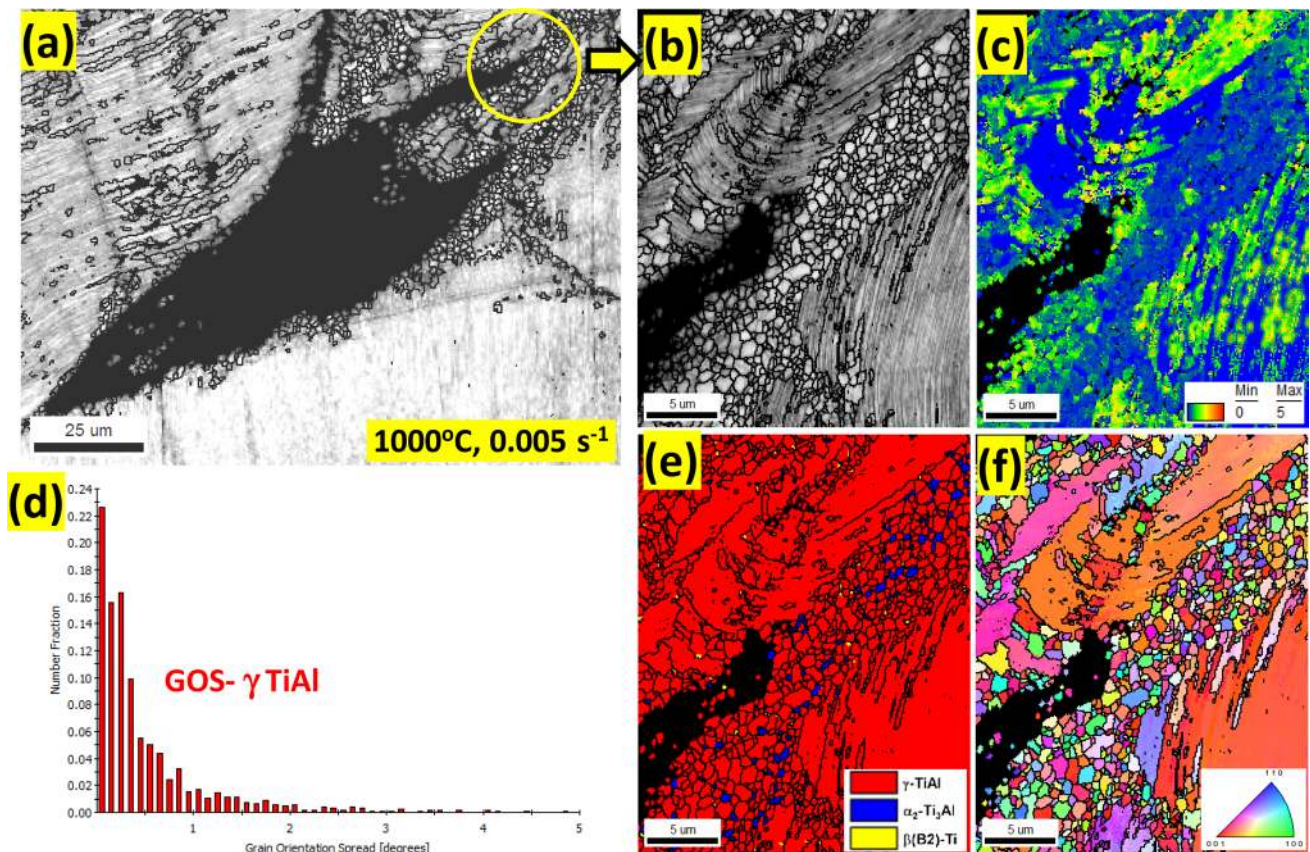 (a)
25 um
1000°C, 0.005 s⁻¹
(b)
5 um
(c)
5 um
Min Max
0 5
(d)
0.24
0.22
0.20
0.18
0.16
0.14
0.12
0.10
0.08
0.06
0.04
0.02
0.00
Number Fraction
GOS- γ TiAl
1 2 3 4 5
Grain Orientation Spread [degrees]
(e)
5 um
γ-TiAl
α₂-Ti₃Al
β(B2)-Ti
(f)
5 um
110
001 100